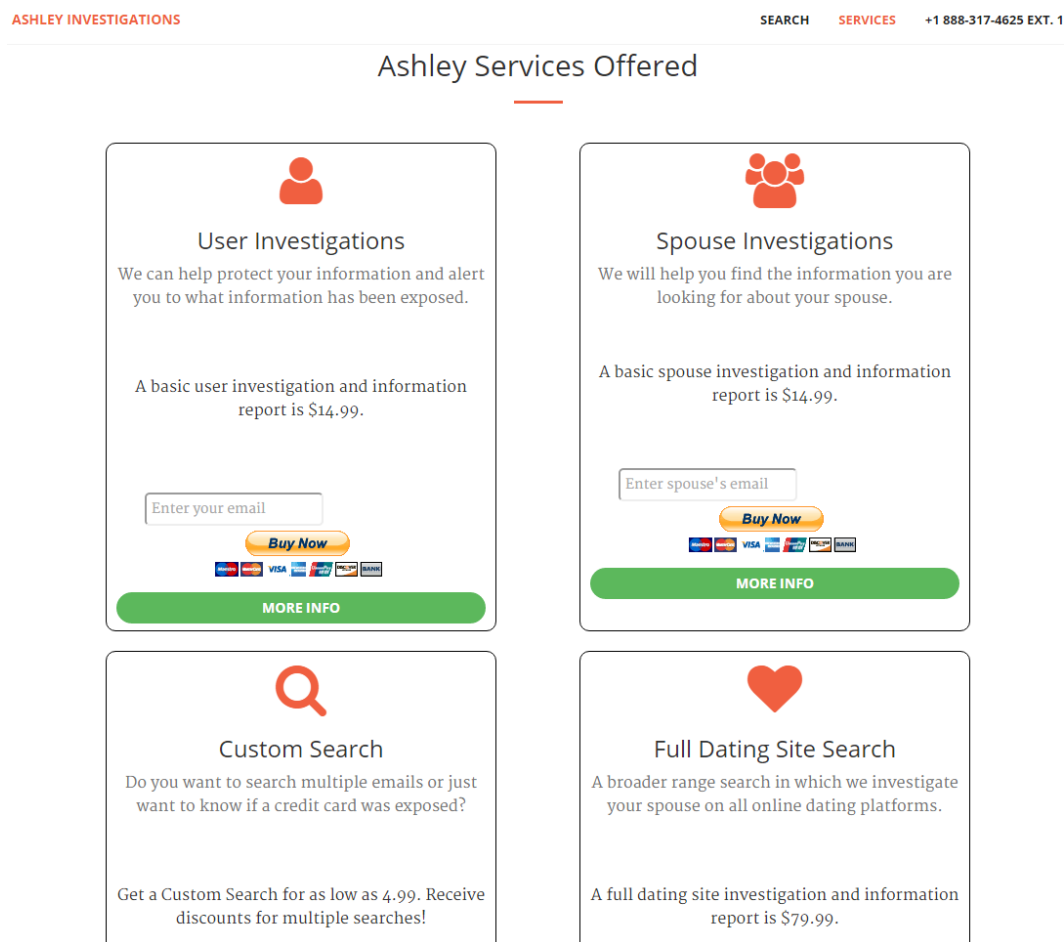 ASHLEY INVESTIGATIONS
SEARCH SERVICES +1 888-317-4625 EXT. 1
Ashley Services Offered
User Investigations
We can help protect your information and alert
you to what information has been exposed.
A basic user investigation and information
report is $14.99.
Enter your email
Buy Now
VISA
BANK
MORE INFO
Spouse Investigations
We will help you find the information you are
looking for about your spouse.
A basic spouse investigation and information
report is $14.99.
Enter spouse's email
Buy Now
VISA
BANK
MORE INFO
Custom Search
Do you want to search multiple emails or just
want to know if a credit card was exposed?
Get a Custom Search for as low as 4.99. Receive
discounts for multiple searches!
Full Dating Site Search
A broader range search in which we investigate
your spouse on all online dating platforms.
A full dating site investigation and information
report is $79.99.